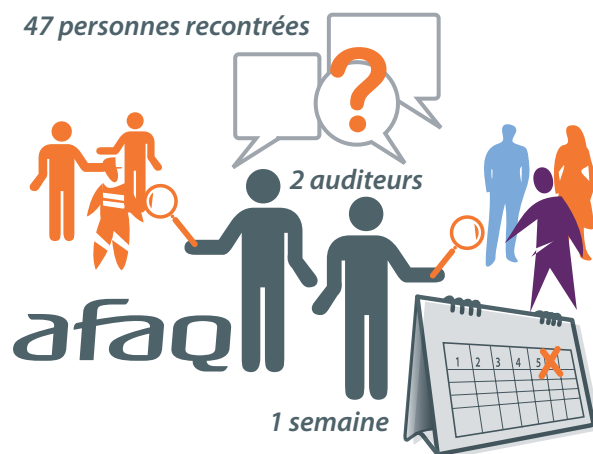 47 personnes recontrées
?
2 auditeurs
afaq
1 2 3 4 5
1 semaine